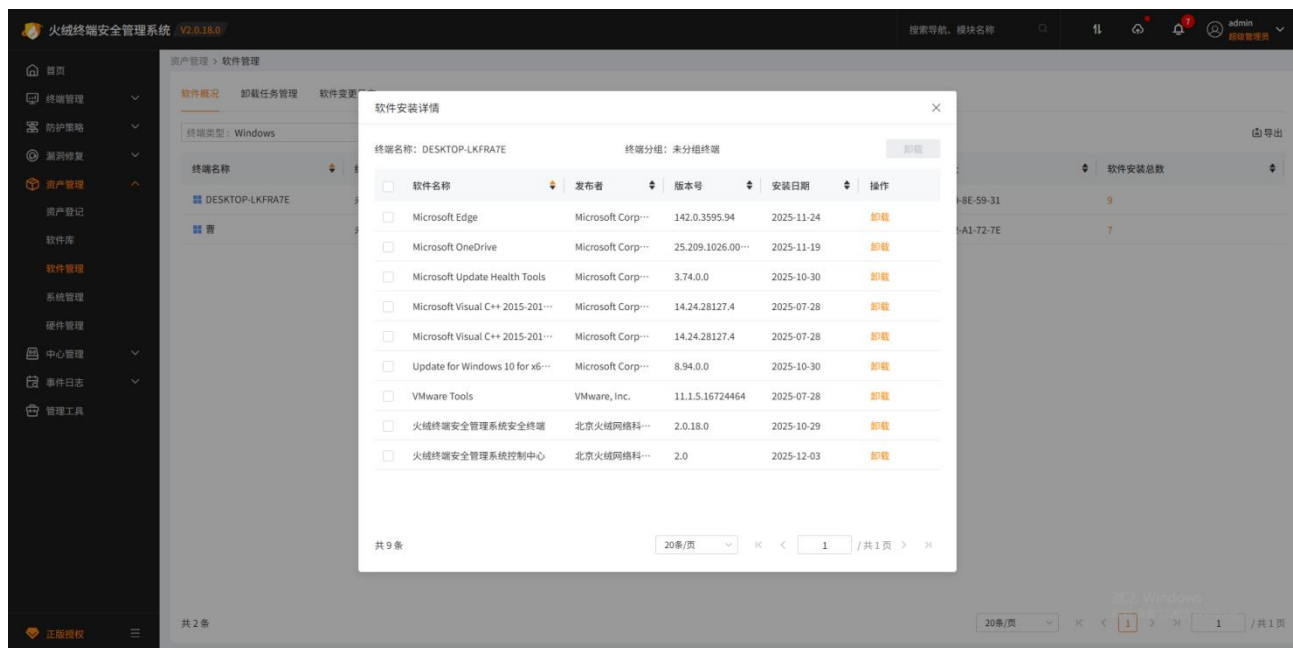 火绒终端安全管理系统 V2.0.18.0
搜索导航、模块名称
7
admin
超级管理员
首页
终端管理
防护策略
漏洞修复
资产管理
资产登记
软件库
软件管理
系统管理
硬件管理
中心管理
事件日志
管理工具
正版授权
资产管理 > 软件管理
软件概况 卸载任务管理 软件变更
终端类型: Windows
导出
终端名称 软件安装总数
DESKTOP-LKFRA7E 8E-59-31 9
曹 A1-72-7E 7
软件安装详情
终端名称: DESKTOP-LKFRA7E 终端分组: 未分组终端 卸载
软件名称 发布者 版本号 安装日期 操作
Microsoft Edge Microsoft Corp… 142.0.3595.94 2025-11-24 卸载
Microsoft OneDrive Microsoft Corp… 25.209.1026.00… 2025-11-19 卸载
Microsoft Update Health Tools Microsoft Corp… 3.74.0.0 2025-10-30 卸载
Microsoft Visual C++ 2015-201… Microsoft Corp… 14.24.28127.4 2025-07-28 卸载
Microsoft Visual C++ 2015-201… Microsoft Corp… 14.24.28127.4 2025-07-28 卸载
Update for Windows 10 for x6… Microsoft Corp… 8.94.0.0 2025-10-30 卸载
VMware Tools VMware, Inc. 11.1.5.16724464 2025-07-28 卸载
火绒终端安全管理系统安全终端 北京火绒网络科… 2.0.18.0 2025-10-29 卸载
火绒终端安全管理系统控制中心 北京火绒网络科… 2.0 2025-12-03 卸载
共 9 条 20条/页 1 / 共 1 页
激活 Windows
共 2 条 20条/页 1 1 / 共 1 页